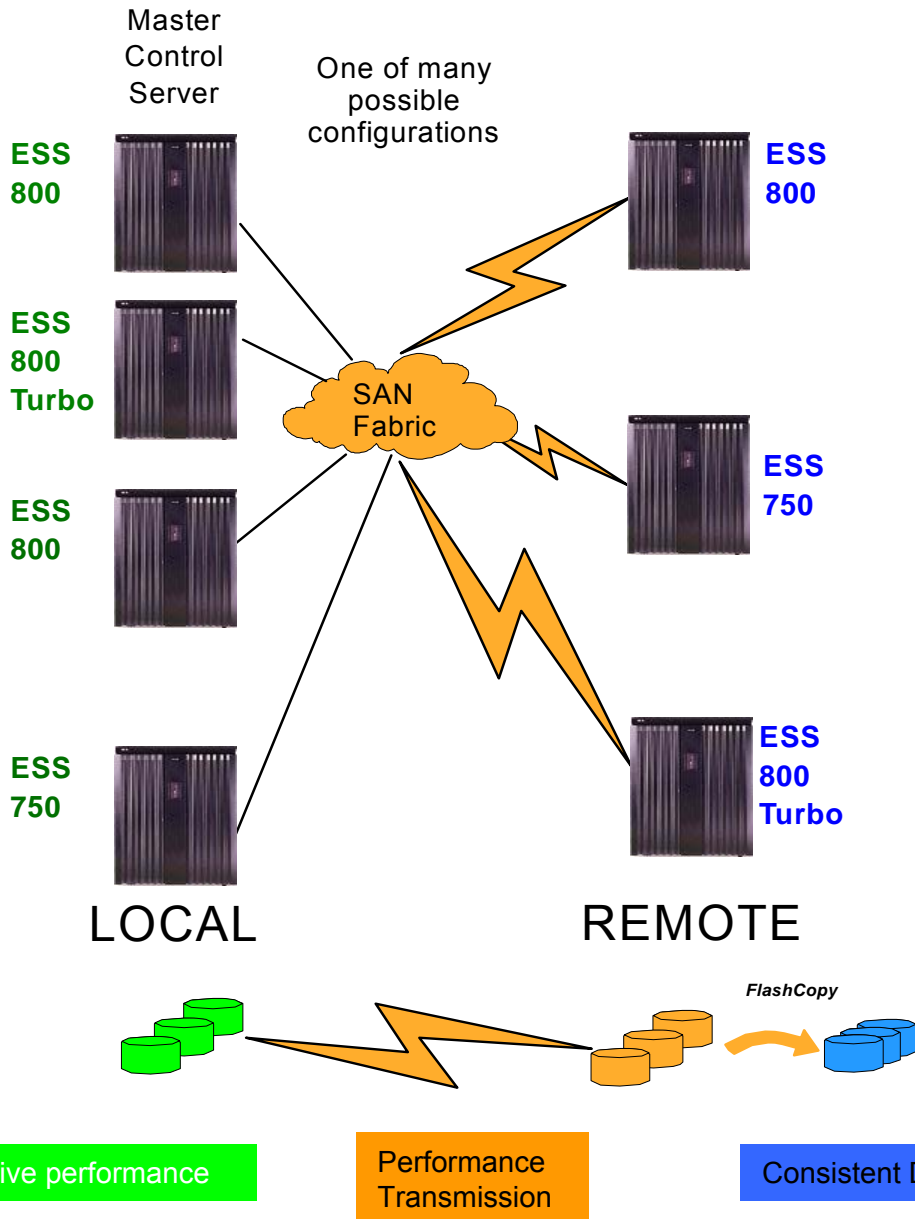 Master
Control
Server
One of many
possible
configurations
ESS
800
ESS
800
ESS
800
Turbo
SAN
Fabric
ESS
750
ESS
800
ESS
750
ESS
800
Turbo
LOCAL
REMOTE
FlashCopy
ive performance
Performance
Transmission
Consistent D